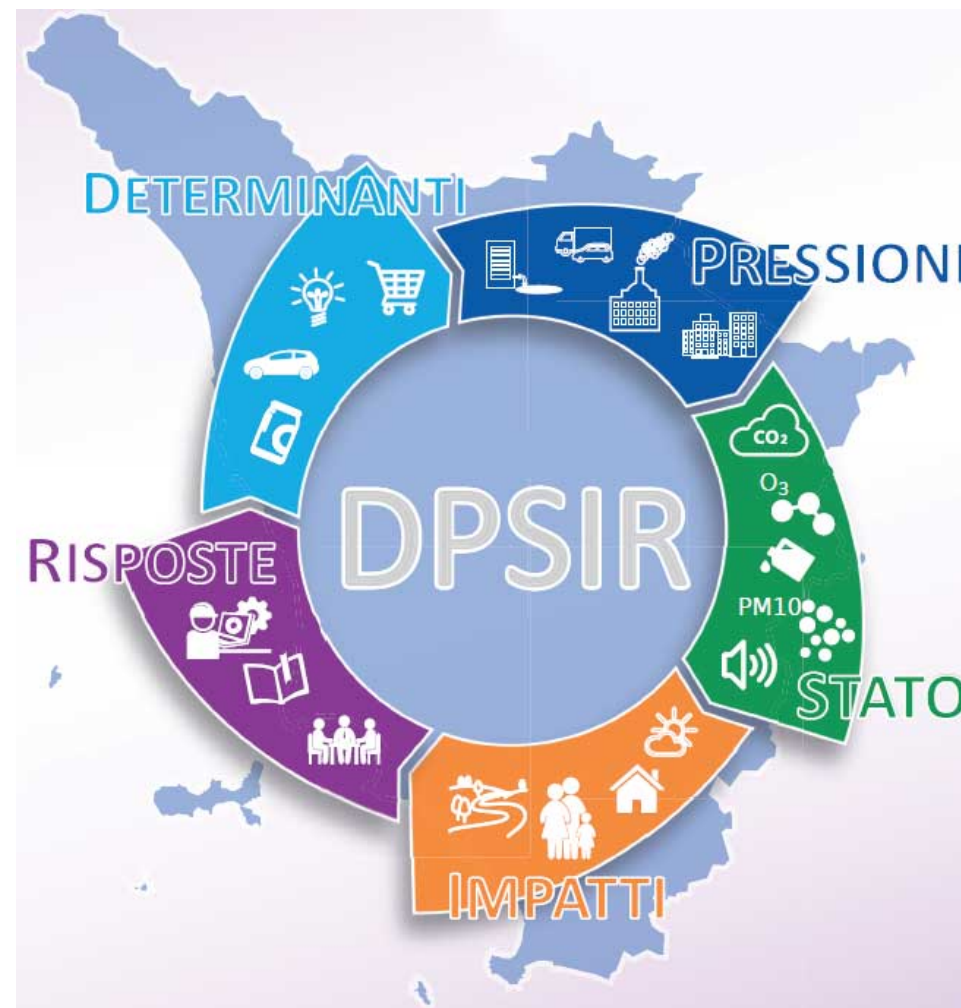 DETERMINANTI
PRESSIONI
CO₂
O₃
DPSIR
RISPOSTE
PM10
STATO
IMPATTI